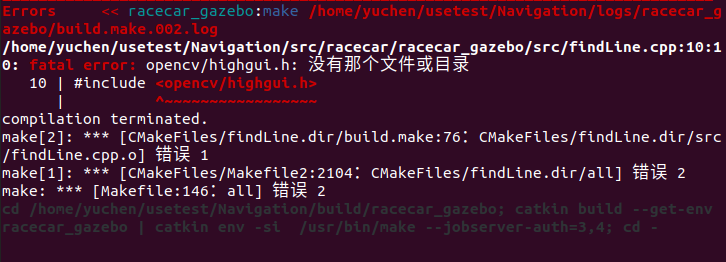 Errors << racecar_gazebo:make /home/yuchen/usetest/Navigation/logs/racecar_g
azebo/build.make.002.log
/home/yuchen/usetest/Navigation/src/racecar/racecar_gazebo/src/findLine.cpp:10:1
0: fatal error: opencv/highgui.h: 没有那个文件或目录
10 | #include <opencv/highgui.h>
| ^~~~~~~~~~~~~~~~~~
compilation terminated.
make[2]: *** [CMakeFiles/findLine.dir/build.make:76：CMakeFiles/findLine.dir/src
/findLine.cpp.o] 错误 1
make[1]: *** [CMakeFiles/Makefile2:2104：CMakeFiles/findLine.dir/all] 错误 2
make: *** [Makefile:146：all] 错误 2
cd /home/yuchen/usetest/Navigation/build/racecar_gazebo; catkin build --get-env
racecar_gazebo | catkin env -si /usr/bin/make --jobserver-auth=3,4; cd -